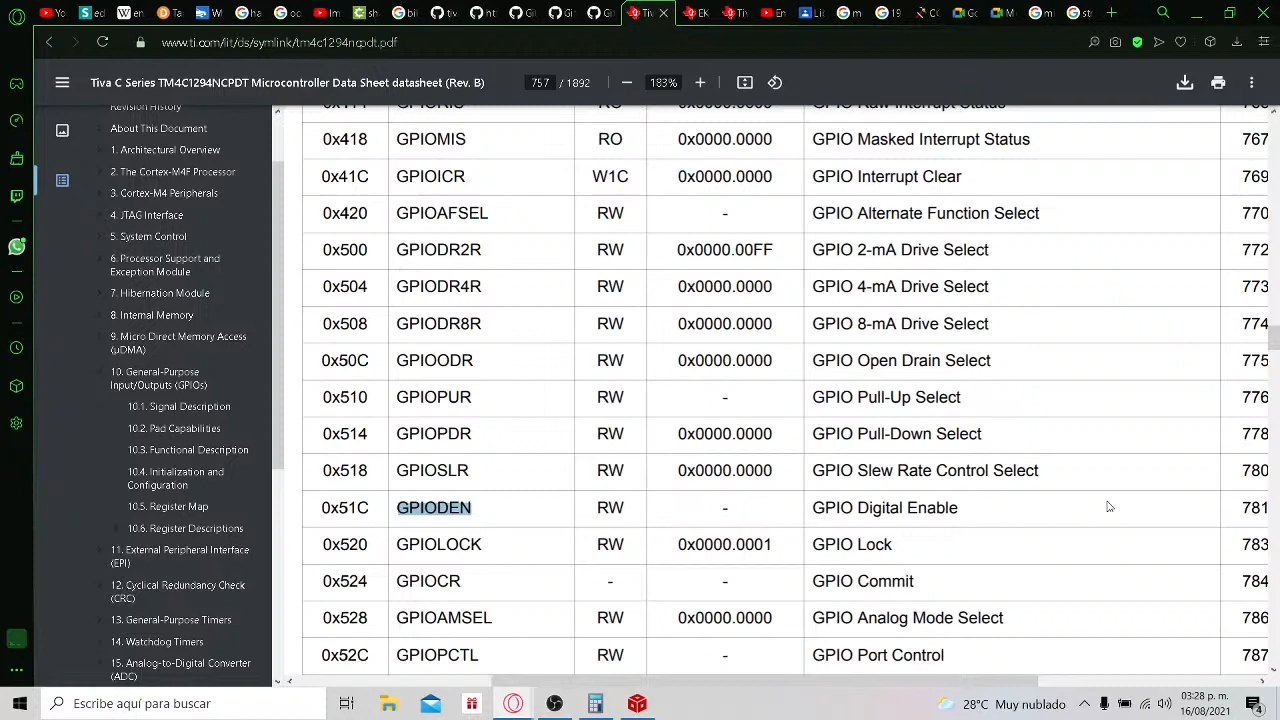 www.ti.com/lit/ds/symlink/tm4c1294ncpdt.pdf
Tiva C Series TM4C1294NCPDT Microcontroller Data Sheet datasheet (Rev. B)
757 / 1892
183%
Revision History
About This Document
1. Architectural Overview
2. The Cortex-M4F Processor
3. Cortex-M4 Peripherals
4. JTAG Interface
5. System Control
6. Processor Support and
Exception Module
7. Hibernation Module
8. Internal Memory
9. Micro Direct Memory Access
(μDMA)
10. General-Purpose
Input/Outputs (GPIOs)
10.1. Signal Description
10.2. Pad Capabilities
10.3. Functional Description
10.4. Initialization and
Configuration
10.5. Register Map
10.6. Register Descriptions
11. External Peripheral Interface
(EPI)
12. Cyclical Redundancy Check
(CRC)
13. General-Purpose Timers
14. Watchdog Timers
15. Analog-to-Digital Converter
(ADC)
0x418 GPIOMIS RO 0x0000.0000 GPIO Masked Interrupt Status 767
0x41C GPIOICR W1C 0x0000.0000 GPIO Interrupt Clear 769
0x420 GPIOAFSEL RW - GPIO Alternate Function Select 770
0x500 GPIODR2R RW 0x0000.00FF GPIO 2-mA Drive Select 772
0x504 GPIODR4R RW 0x0000.0000 GPIO 4-mA Drive Select 773
0x508 GPIODR8R RW 0x0000.0000 GPIO 8-mA Drive Select 774
0x50C GPIOODR RW 0x0000.0000 GPIO Open Drain Select 775
0x510 GPIOPUR RW - GPIO Pull-Up Select 776
0x514 GPIOPDR RW 0x0000.0000 GPIO Pull-Down Select 778
0x518 GPIOSLR RW 0x0000.0000 GPIO Slew Rate Control Select 780
0x51C GPIODEN RW - GPIO Digital Enable 781
0x520 GPIOLOCK RW 0x0000.0001 GPIO Lock 783
0x524 GPIOCR - - GPIO Commit 784
0x528 GPIOAMSEL RW 0x0000.0000 GPIO Analog Mode Select 786
0x52C GPIOPCTL RW - GPIO Port Control 787
Escribe aquí para buscar
28°C Muy nublado
03:28 p. m.
16/08/2021
4